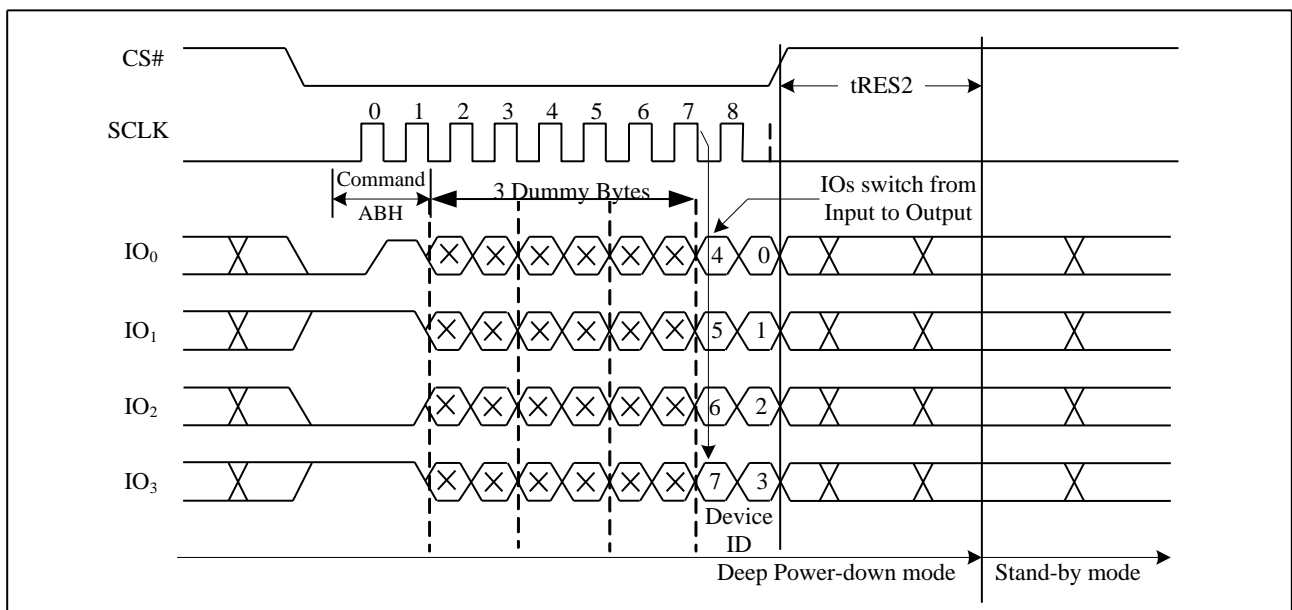 CS#
tRES2
0 1 2 3 4 5 6 7 8
SCLK
Command
ABH
3 Dummy Bytes
IOs switch from
Input to Output
IO0
4 0
IO1
5 1
IO2
6 2
IO3
7 3
Device
ID
Deep Power-down mode
Stand-by mode